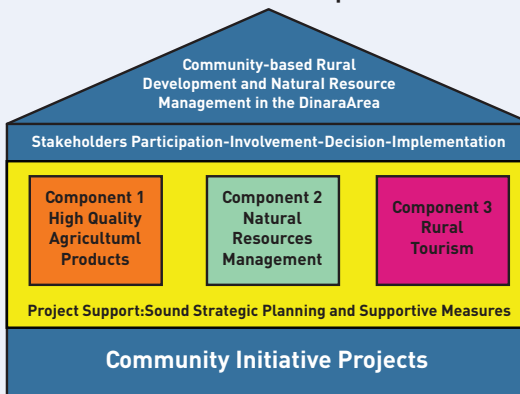 Community-based Rural
Development and Natural Resource
Management in the DinaraArea
Stakeholders Participation-Involvement-Decision-Implementation
Component 1
High Quality
Agricultuml
Products
Component 2
Natural
Resources
Management
Component 3
Rural
Tourism
Project Support:Sound Strategic Planning and Supportive Measures
Community Initiative Projects